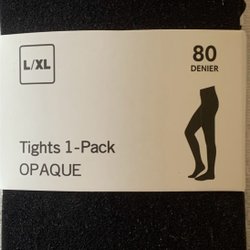 L/XL
80
DENIER
Tights 1-Pack
OPAQUE